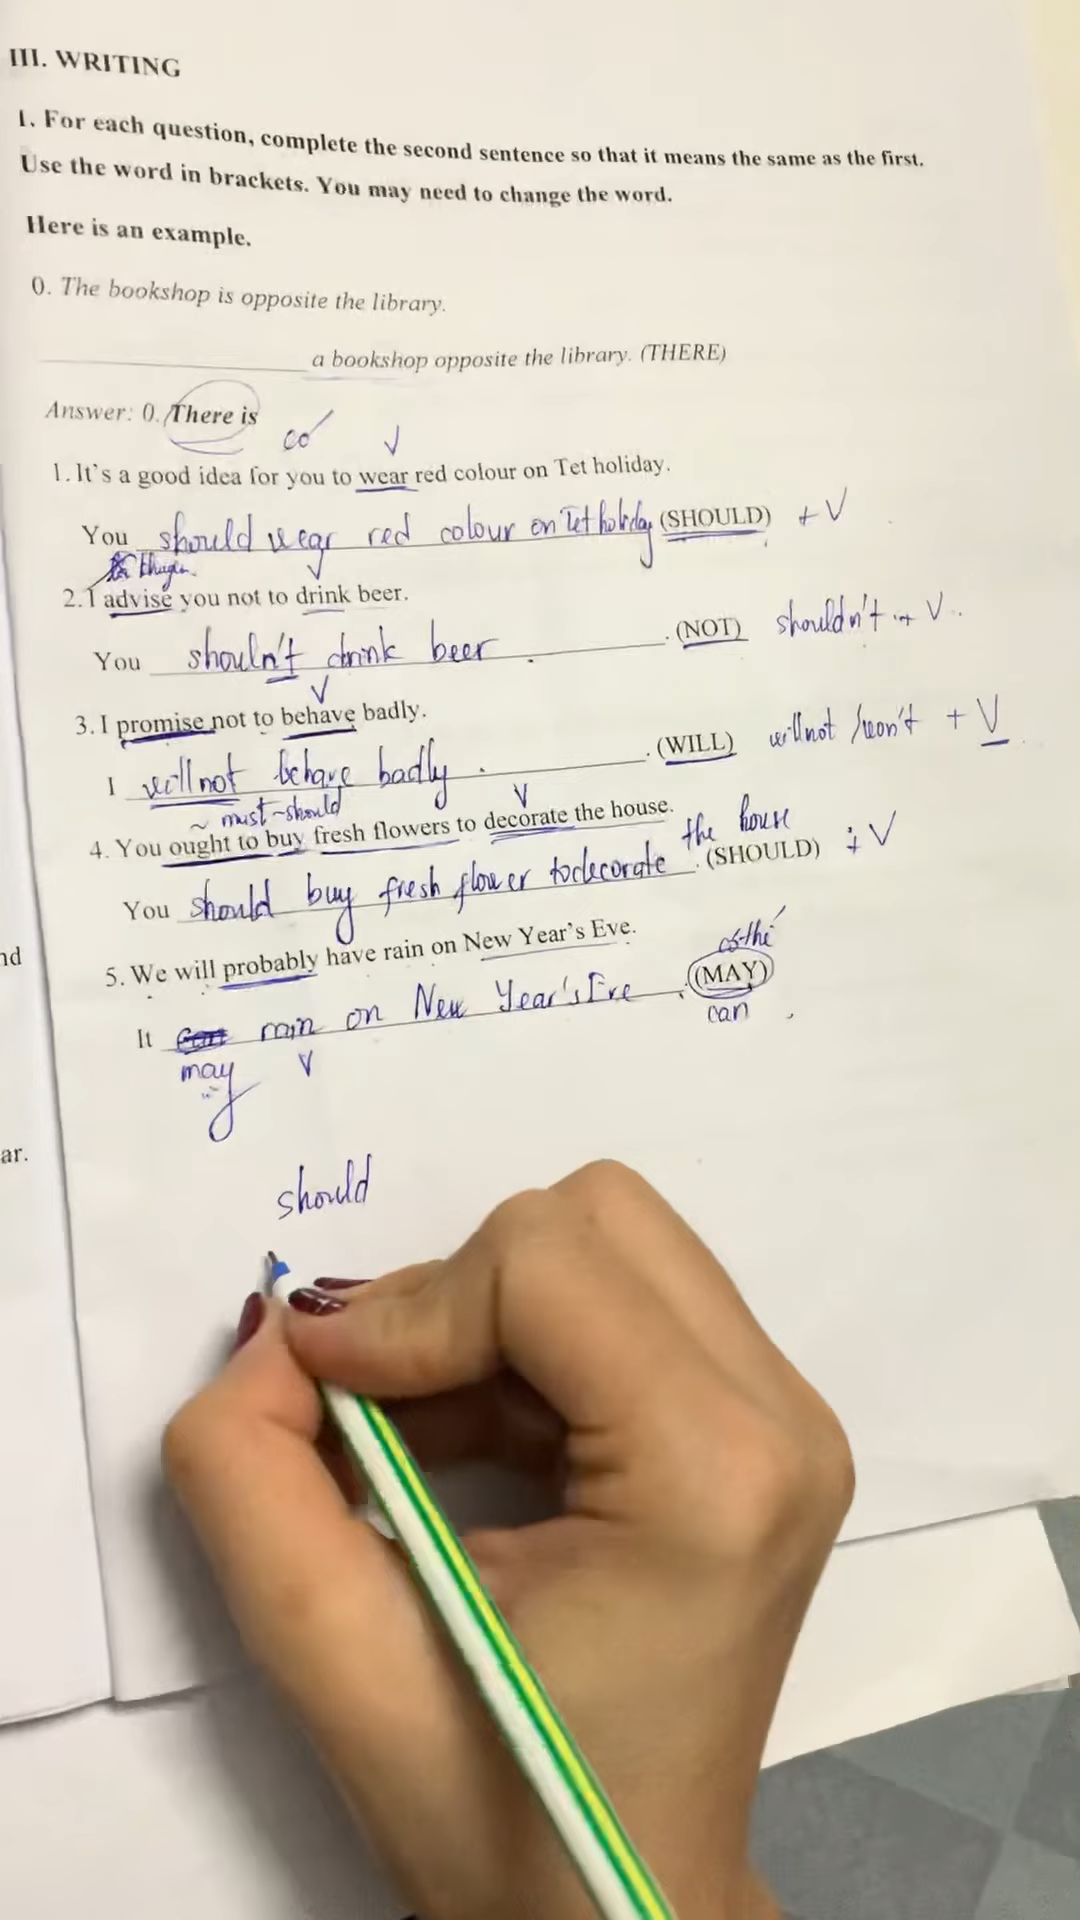 III. WRITING
1. For each question, complete the second sentence so that it means the same as the first.
Use the word in brackets. You may need to change the word.
Here is an example.
0. The bookshop is opposite the library.
a bookshop opposite the library. (THERE)
Answer: 0. There is
có V
1. It's a good idea for you to wear red colour on Tet holiday.
You should wear red colour on Tet holiday (SHOULD) + V
khuyên
2. I advise you not to drink beer.
You shouln't drink beer . (NOT) shouldn't + V
V
3. I promise not to behave badly.
I will not behave badly . (WILL) will not / won't + V
~ must ~ should V
4. You ought to buy fresh flowers to decorate the house.
You should buy fresh flower to decorate the house . (SHOULD) + V
5. We will probably have rain on New Year's Eve.
có thể
It rain on New Year's Eve . (MAY)
may V can
should
nd
ar.